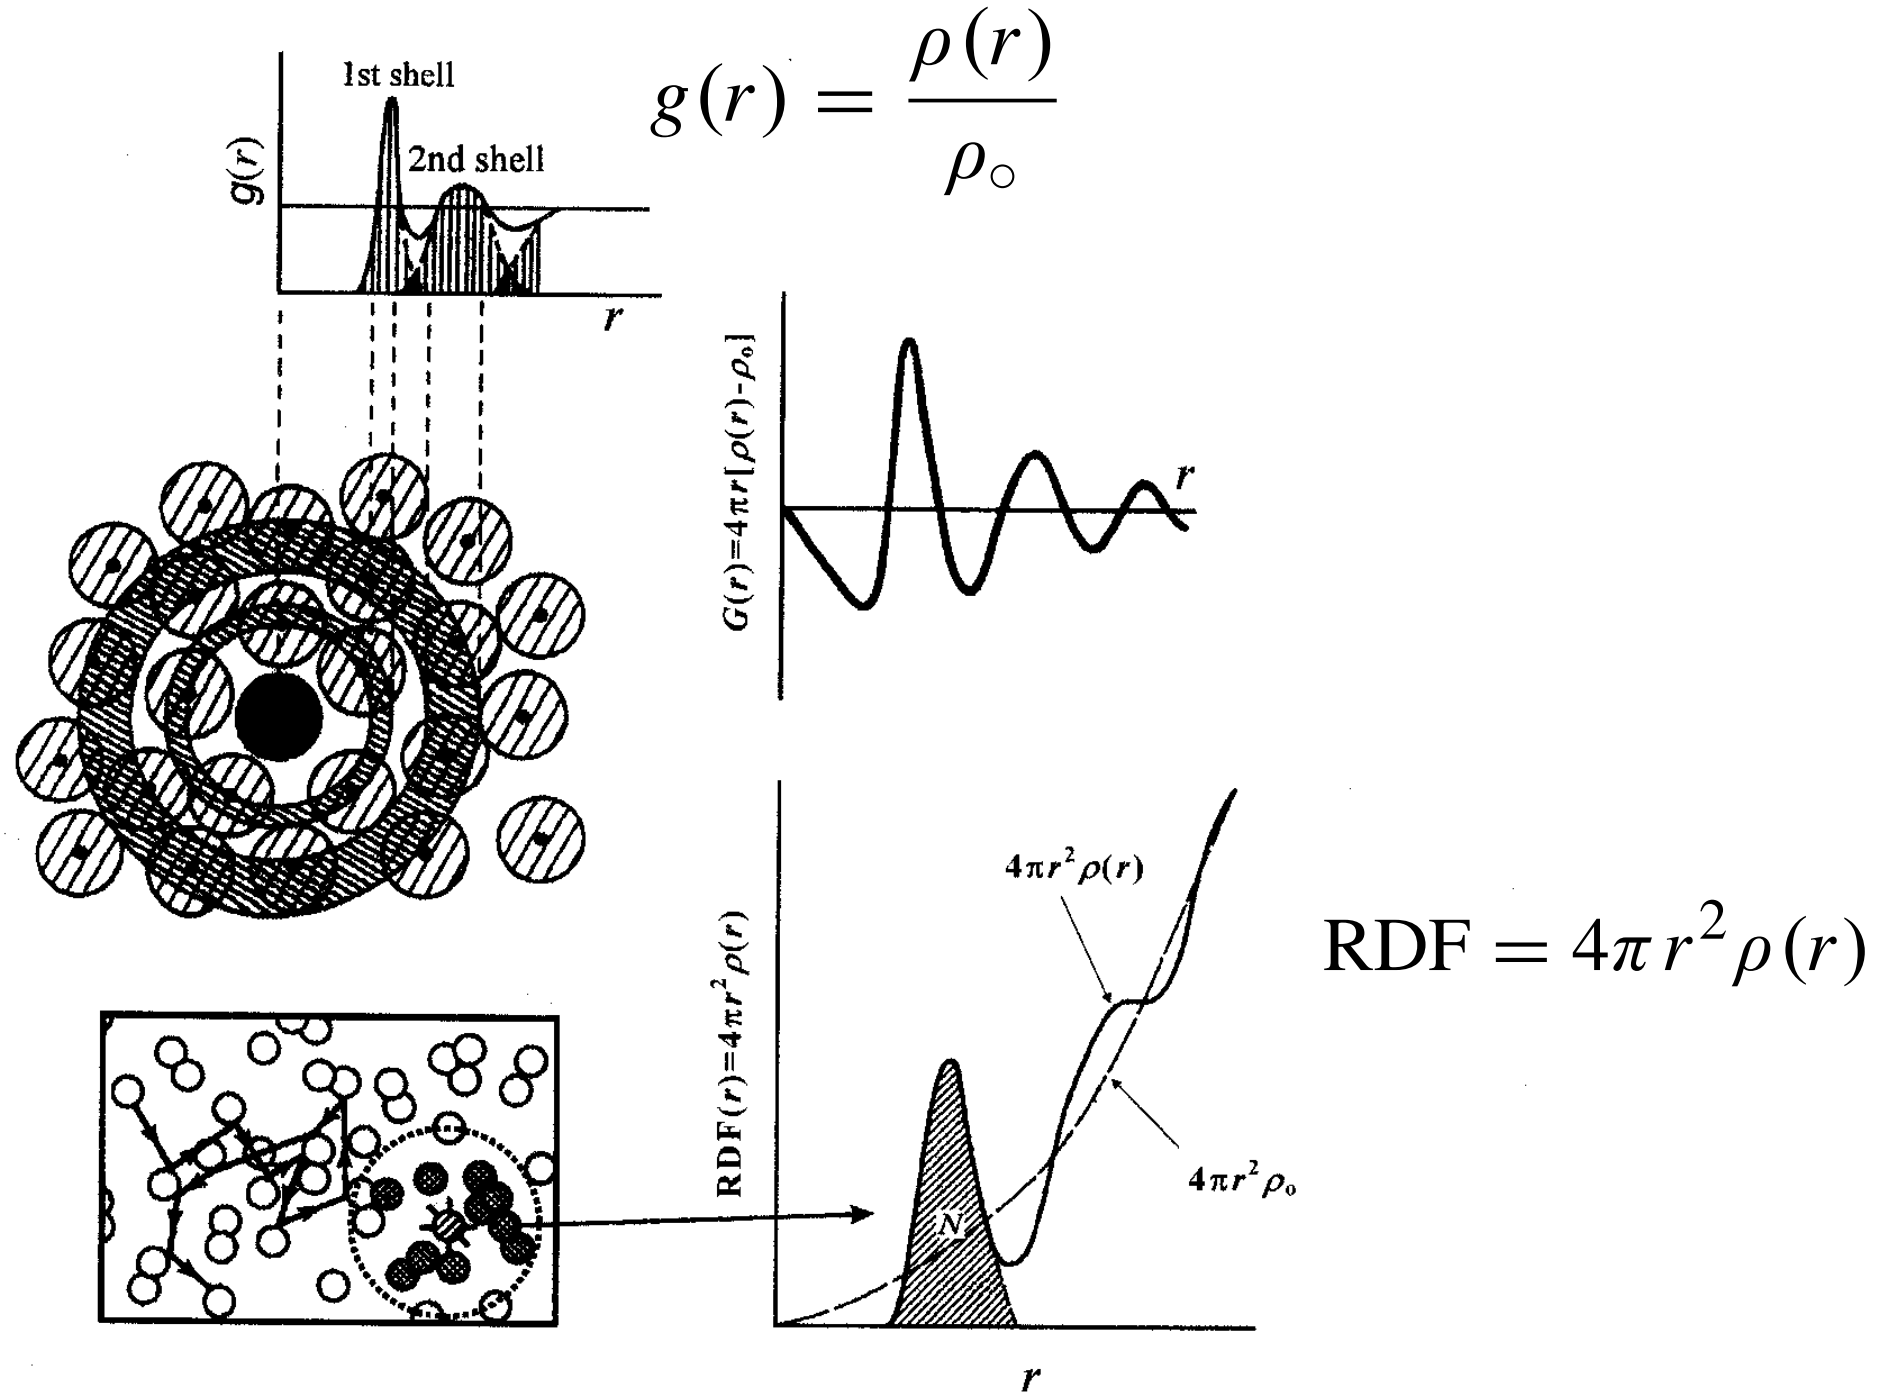 1st shell
2nd shell
g(r)
r
g(r) = ρ(r) / ρ○
G(r)=4πr[ρ(r)-ρₒ]
r
RDF(r)=4πr²ρ(r)
4πr²ρ(r)
4πr²ρₒ
N
r
RDF = 4πr²ρ(r)